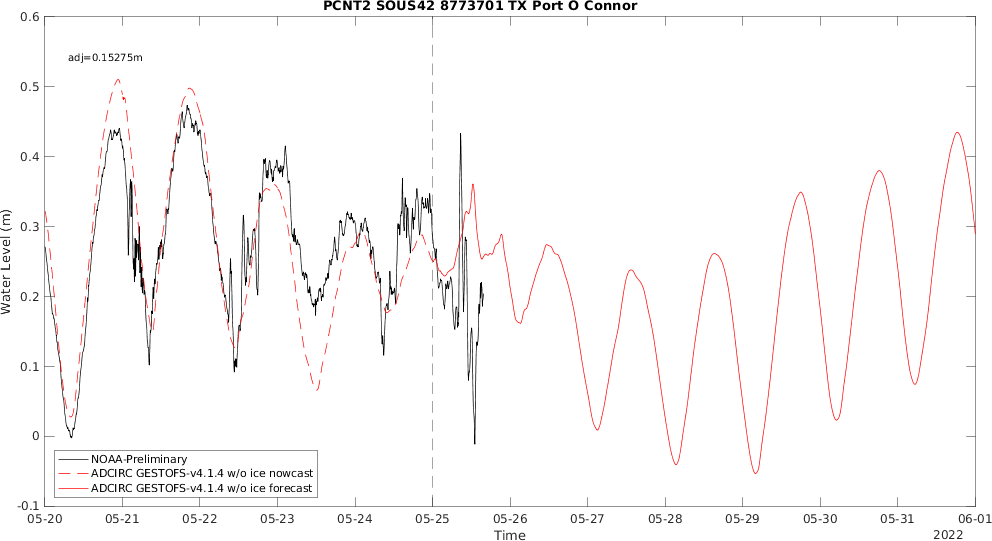 PCNT2 SOUS42 8773701 TX Port O Connor
0.6
adj=0.15275m
0.5
0.4
0.3
0.2
0.1
0
-0.1
Water Level (m)
NOAA-Preliminary
ADCIRC GESTOFS-v4.1.4 w/o ice nowcast
ADCIRC GESTOFS-v4.1.4 w/o ice forecast
05-20 05-21 05-22 05-23 05-24 05-25 05-26 05-27 05-28 05-29 05-30 05-31 06-01
Time
2022